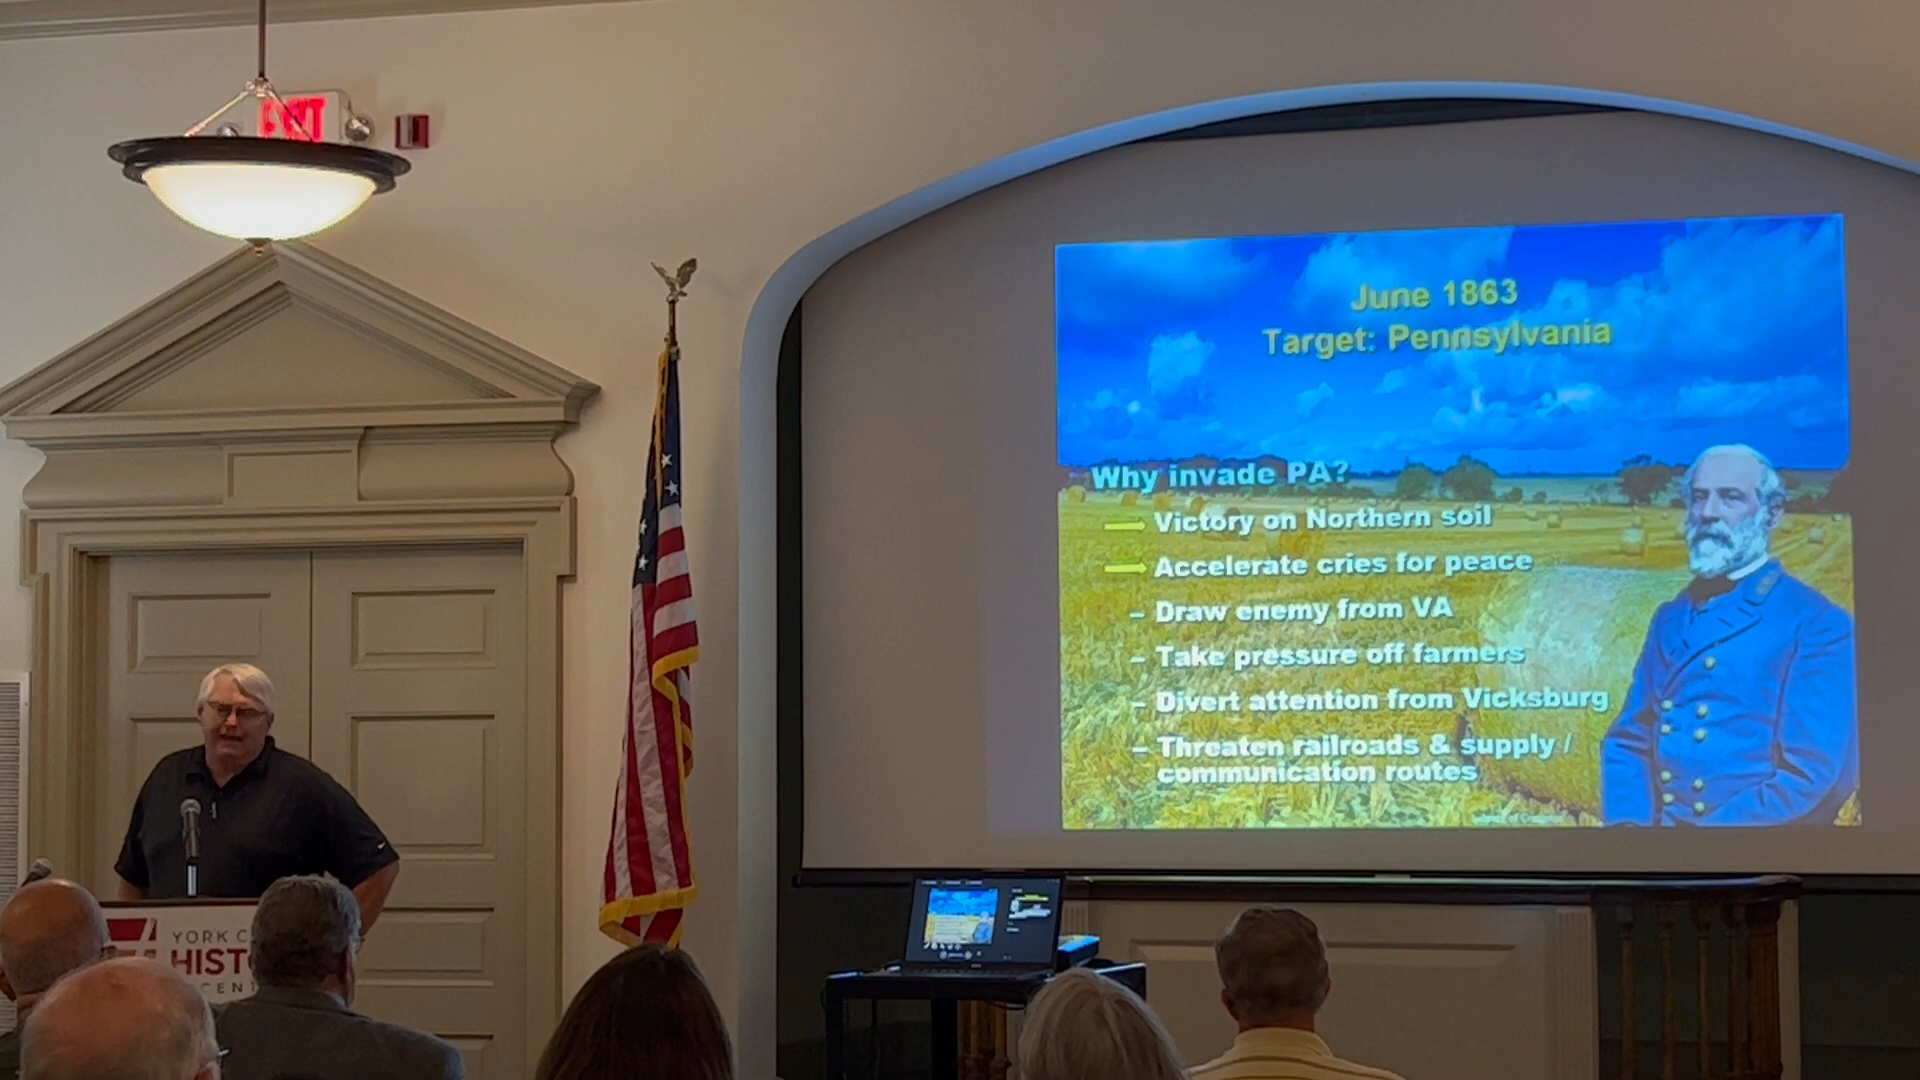 EXIT
June 1863
Target: Pennsylvania
Why invade PA?
Victory on Northern soil
Accelerate cries for peace
– Draw enemy from VA
– Take pressure off farmers
– Divert attention from Vicksburg
– Threaten railroads & supply /
communication routes
YORK C
HISTO
CENT